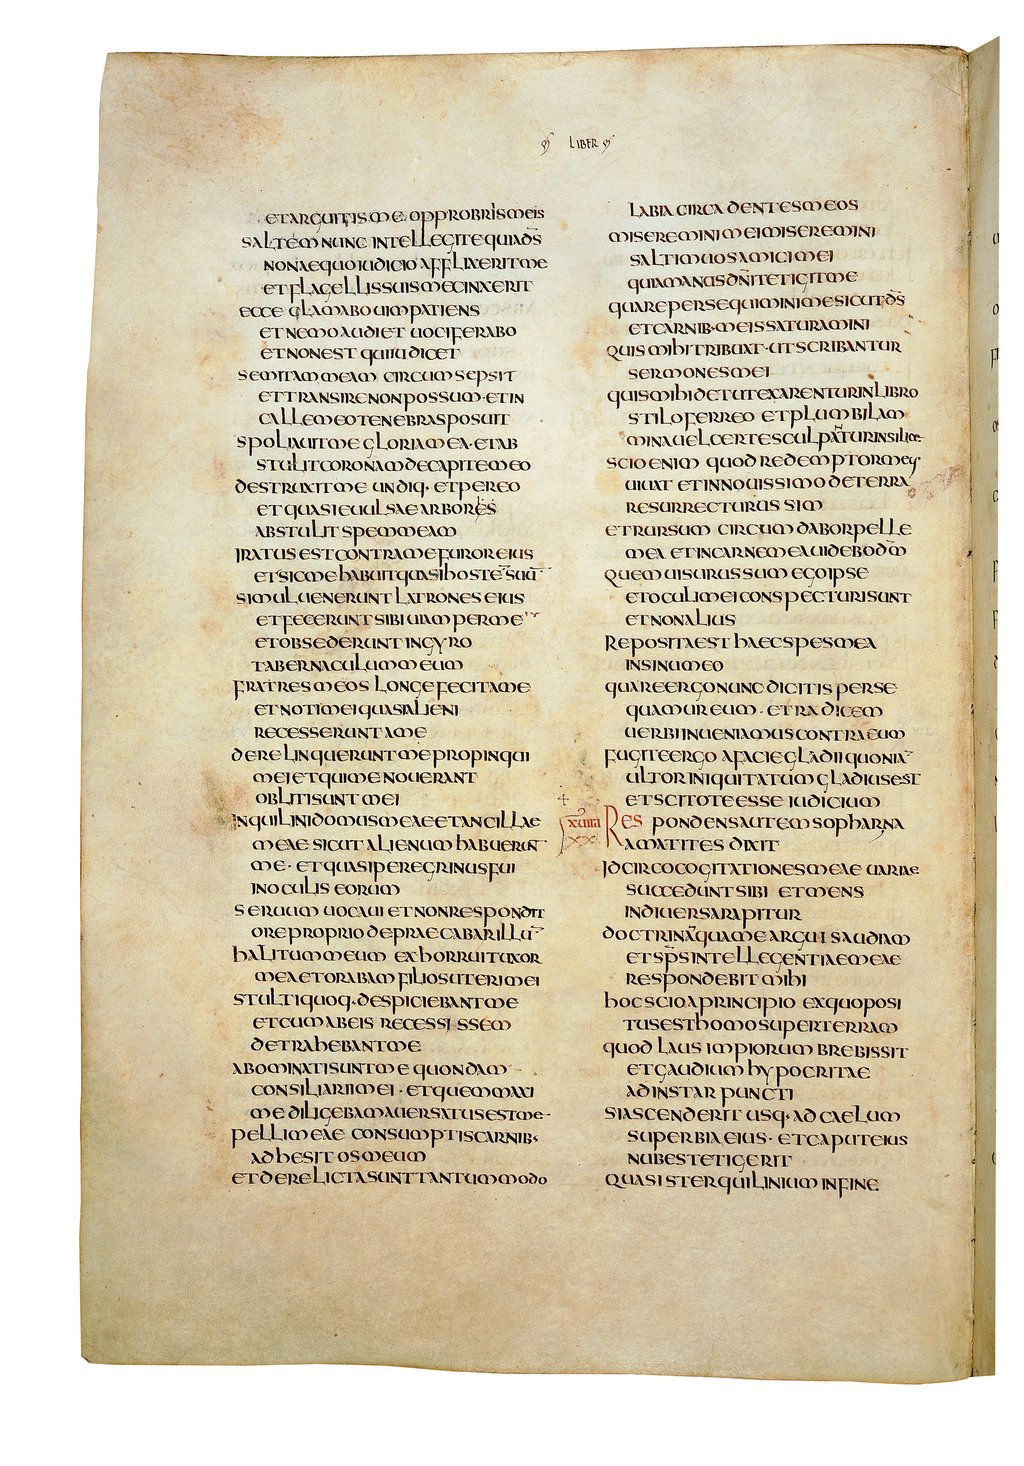 LIBER
ET ARGUITIS ME OPPROBRIIS MEIS
SALTEM NUNC INTELLEGITE QUIA D̄S
NON AEQUO IUDICIO AFFLIXERIT ME
ET FLAGELLIS SUIS ME CINXERIT
ECCE CLAMABO UIM PATIENS
ET NEMO AUDIET UOCIFERABO
ET NON EST QUI IUDICET
SEMITAM MEAM CIRCUMSEPSIT
ET TRANSIRE NON POSSUM · ET IN
CALLE MEO TENEBRAS POSUIT
SPOLIAUIT ME GLORIA MEA · ET AB
STULIT CORONAM DE CAPITE MEO
DESTRUXIT ME UNDIQ· ET PEREO
ET QUASI EUULSAE ARBORES
ABSTULIT SPEM MEAM
IRATUS EST CONTRA ME FUROR EIUS
ET SIC ME HABUIT QUASI HOSTE̅ SUU̅
SIMUL UENERUNT LATRONES EIUS
ET FECERUNT SIBI UIAM PER ME
ET OBSEDERUNT IN GYRO
TABERNACULUM MEUM
FRATRES MEOS LONGE FECIT A ME
ET NOTI MEI QUASI ALIENI
RECESSERUNT A ME
DERELINQUERUNT ME PROPINQUI
MEI ET QUI ME NOUERANT
OBLITI SUNT MEI
INQUILINI DOMUS MEAE ET ANCILLAE
MEAE SICUT ALIENUM HABUERUNT
ME · ET QUASI PEREGRINUS FUI
IN OCULIS EORUM
SERUUM UOCAUI ET NON RESPONDIT
ORE PROPRIO DEPRAECABAR ILLU̅
HALITUM MEUM EXHORRUIT UXOR
MEA ET ORABAM FILIOS UTERI MEI
STULTI QUOQ· DESPICIEBANT ME
ET CUM AB EIS RECESSISSEM
DETRAHEBANT ME
ABOMINATI SUNT ME QUONDAM
CONSILIARII MEI · ET QUEM MAXI
ME DILIGEBAM AUERSATUS EST ME ·
PELLI MEAE CONSUMPTIS CARNIB·
ADHESIT OS MEUM
ET DERELICTA SUNT TANTUMMODO
LABIA CIRCA DENTES MEOS
MISEREMINI MEI MISEREMINI
SALTI UOS AMICI MEI
QUIA MANUS DN̄I TETIGIT ME
QUARE PERSEQUIMINI ME SICUT D̄S
ET CARNIB· MEIS SATURAMINI
QUIS MIHI TRIBUAT · UT SCRIBANTUR
SERMONES MEI
QUIS MIHI DET UT EXARENTUR IN LIBRO
STILO FERREO ET PLUMBI LAM
MINA UEL CERTE SCULPANTUR IN SILICE
SCIO ENIM QUOD REDEMPTOR MEUS
UIUAT ET IN NOUISSIMO DE TERRA
RESURRECTURUS SIM
ET RURSUM CIRCUMDABOR PELLE
MEA ET IN CARNE MEA UIDEBO D̄M
QUEM UISURUS SUM EGO IPSE
ET OCULI MEI CONSPECTURI SUNT
ET NON ALIUS
REPOSITA EST HAEC SPES MEA
IN SINU MEO
QUARE ERGO NUNC DICITIS PERSE
QUAMUR EUM · ET RADICEM
UERBI INUENIAMUS CONTRA EUM
FUGITE ERGO A FACIE GLADII QUONIA̅
ULTOR INIQUITATUM GLADIUS EST
ET SCITOTE ESSE IUDICIUM
XUIIII RESPONDENS AUTEM SOPHAR NA
XX AMATITES DIXIT
IDCIRCO COGITATIONES MEAE UARIAE
SUCCEDUNT SIBI ET MENS
IN DIUERSA RAPITUR
DOCTRINA̅ QUA ME ARGUIS AUDIAM
ET SP̄S INTELLEGENTIAE MEAE
RESPONDEBIT MIHI
HOC SCIO A PRINCIPIO EX QUO POSI
TUS EST HOMO SUPER TERRAM
QUOD LAUS IMPIORUM BREBIS SIT
ET GAUDIUM HYPOCRITAE
AD INSTAR PUNCTI
SI ASCENDERIT USQ· AD CAELUM
SUPERBIA EIUS · ET CAPUT EIUS
NUBES TETIGERIT
QUASI STERQUILINIUM IN FINE